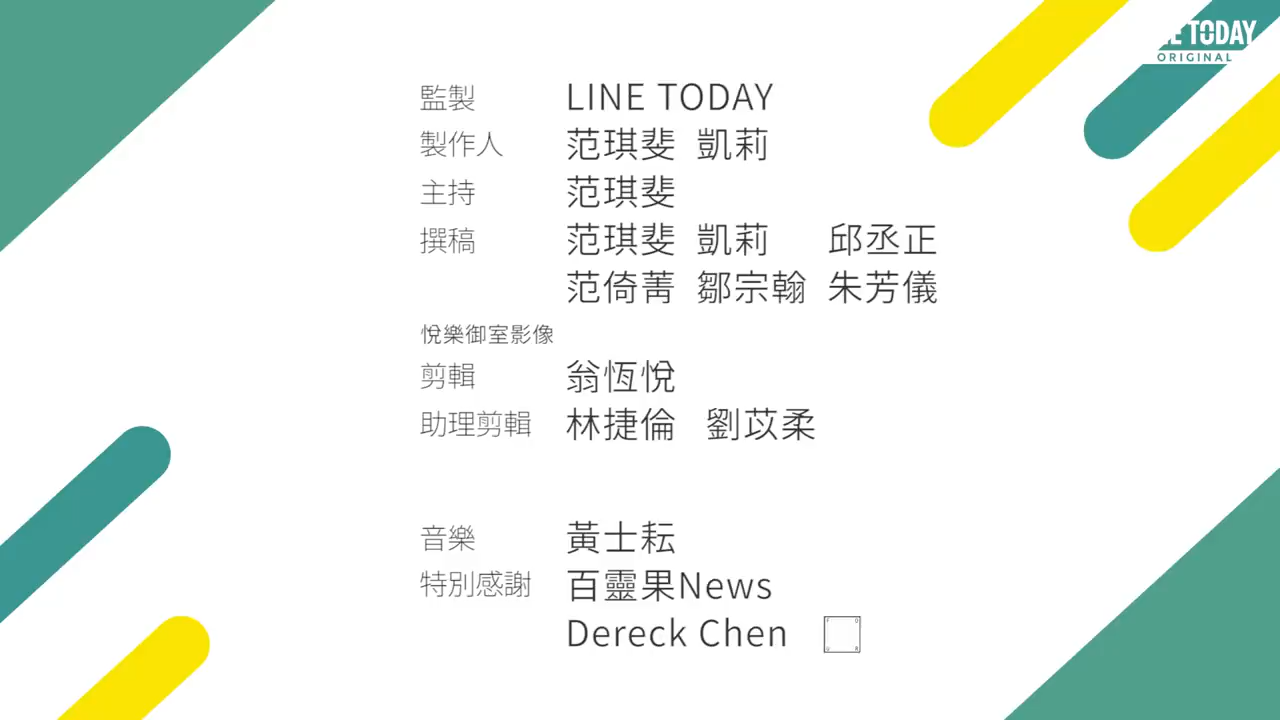 E TODAY
ORIGINAL
監製 LINE TODAY
製作人 范琪斐 凱莉
主持 范琪斐
撰稿 范琪斐 凱莉 邱丞正
范倚菁 鄒宗翰 朱芳儀
悅樂御室影像
剪輯 翁恆悅
助理剪輯 林捷倫 劉苡柔
音樂 黃士耘
特別感謝 百靈果News
Dereck Chen